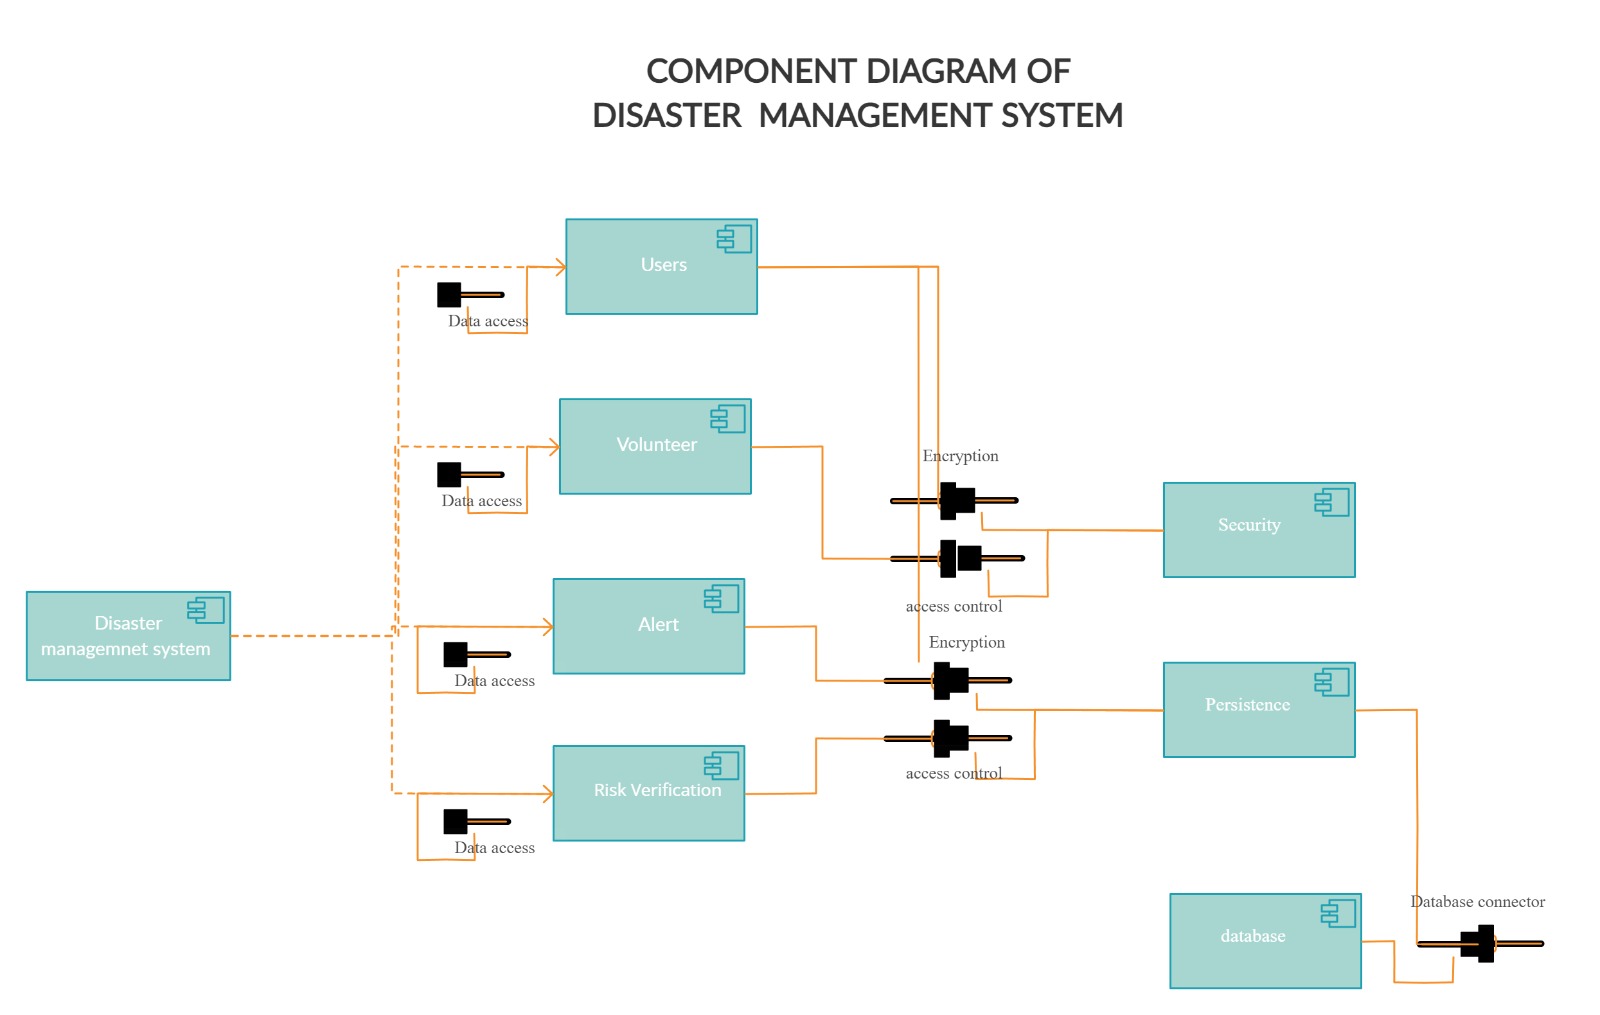 COMPONENT DIAGRAM OF
DISASTER MANAGEMENT SYSTEM
Users
Data access
Volunteer
Data access
Encryption
Security
access control
Disaster
managemnet system
Alert
Data access
Encryption
Persistence
access control
Risk Verification
Data access
Database connector
database